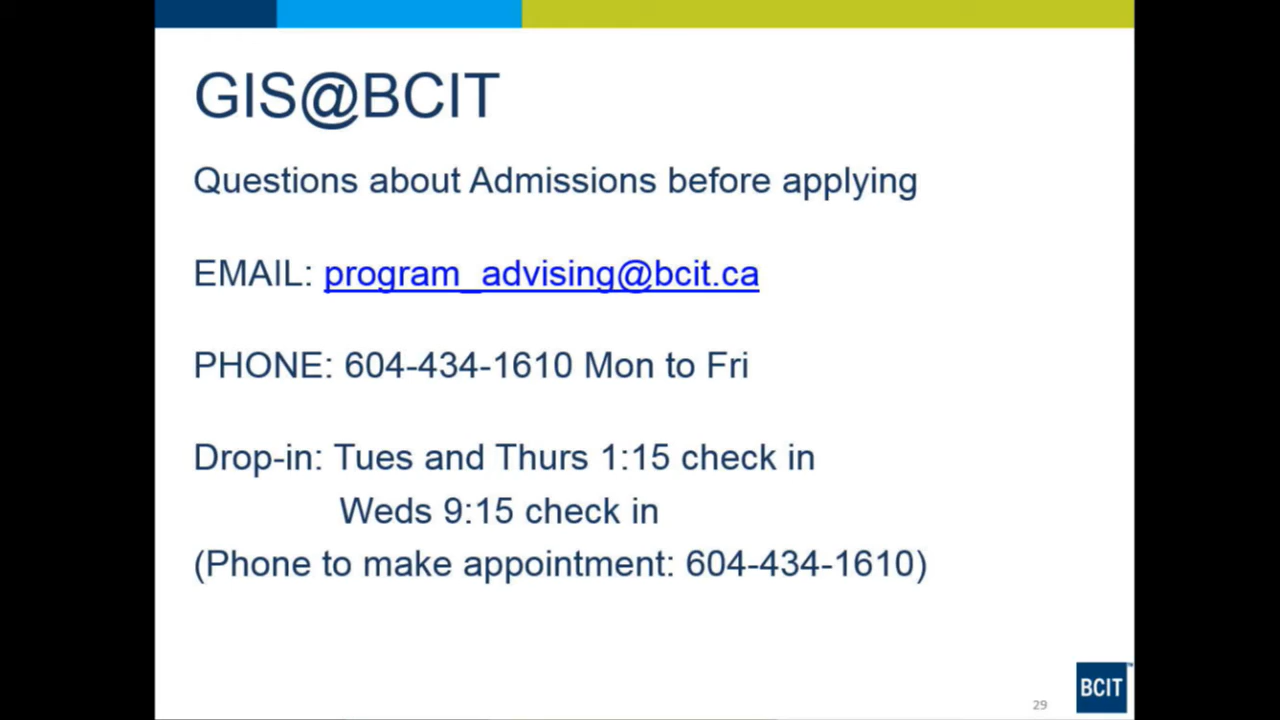 GIS@BCIT
Questions about Admissions before applying
EMAIL: program_advising@bcit.ca
PHONE: 604-434-1610 Mon to Fri
Drop-in: Tues and Thurs 1:15 check in
Weds 9:15 check in
(Phone to make appointment: 604-434-1610)
29
BCIT